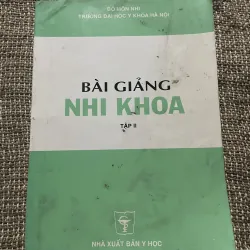 BỘ MÔN NHI
TRƯỜNG ĐẠI HỌC Y KHOA HÀ NỘI
BÀI GIẢNG
NHI KHOA
TẬP II
NHÀ XUẤT BẢN Y HỌC